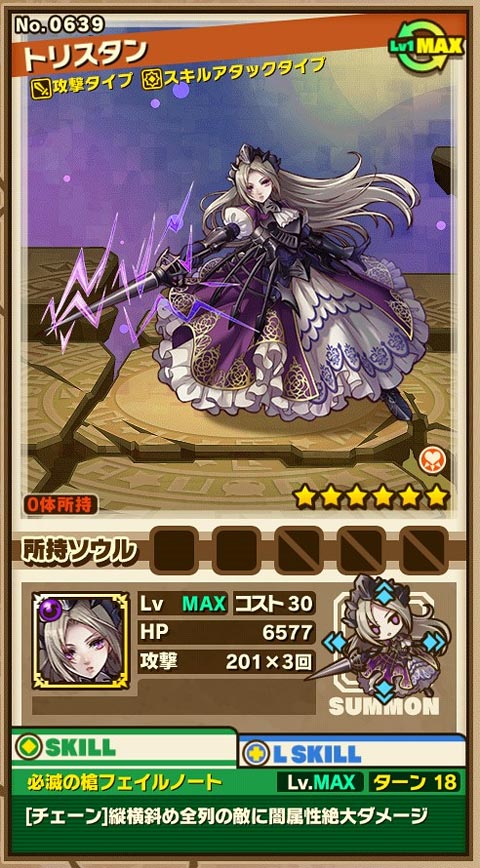 No.0639
トリスタン
Lv1 MAX
攻撃タイプ スキルアタックタイプ
0体所持
所持ソウル
Lv MAX コスト30
HP 6577
攻撃 201×3回
SUMMON
SKILL
L SKILL
必滅の槍フェイルノート Lv.MAX ターン 18
[チェーン]縦横斜め全列の敵に闇属性絶大ダメージ